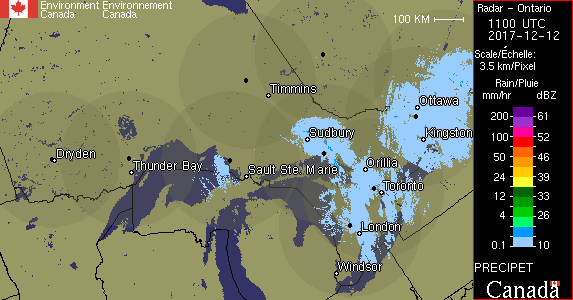 Environment Environnement
Canada Canada
100 KM
Timmins
Ottawa
Sudbury
Kingston
Dryden
Thunder Bay
Sault Ste. Marie
Orillia
Toronto
London
Windsor
Radar - Ontario
1100 UTC
2017-12-12
Scale/Échelle:
3.5 km/Pixel
Rain/Pluie
mm/hr dBZ
200 61
100 52
50 46
24 39
12 33
4 26
2 20
0.1 10
PRECIPET
Canada